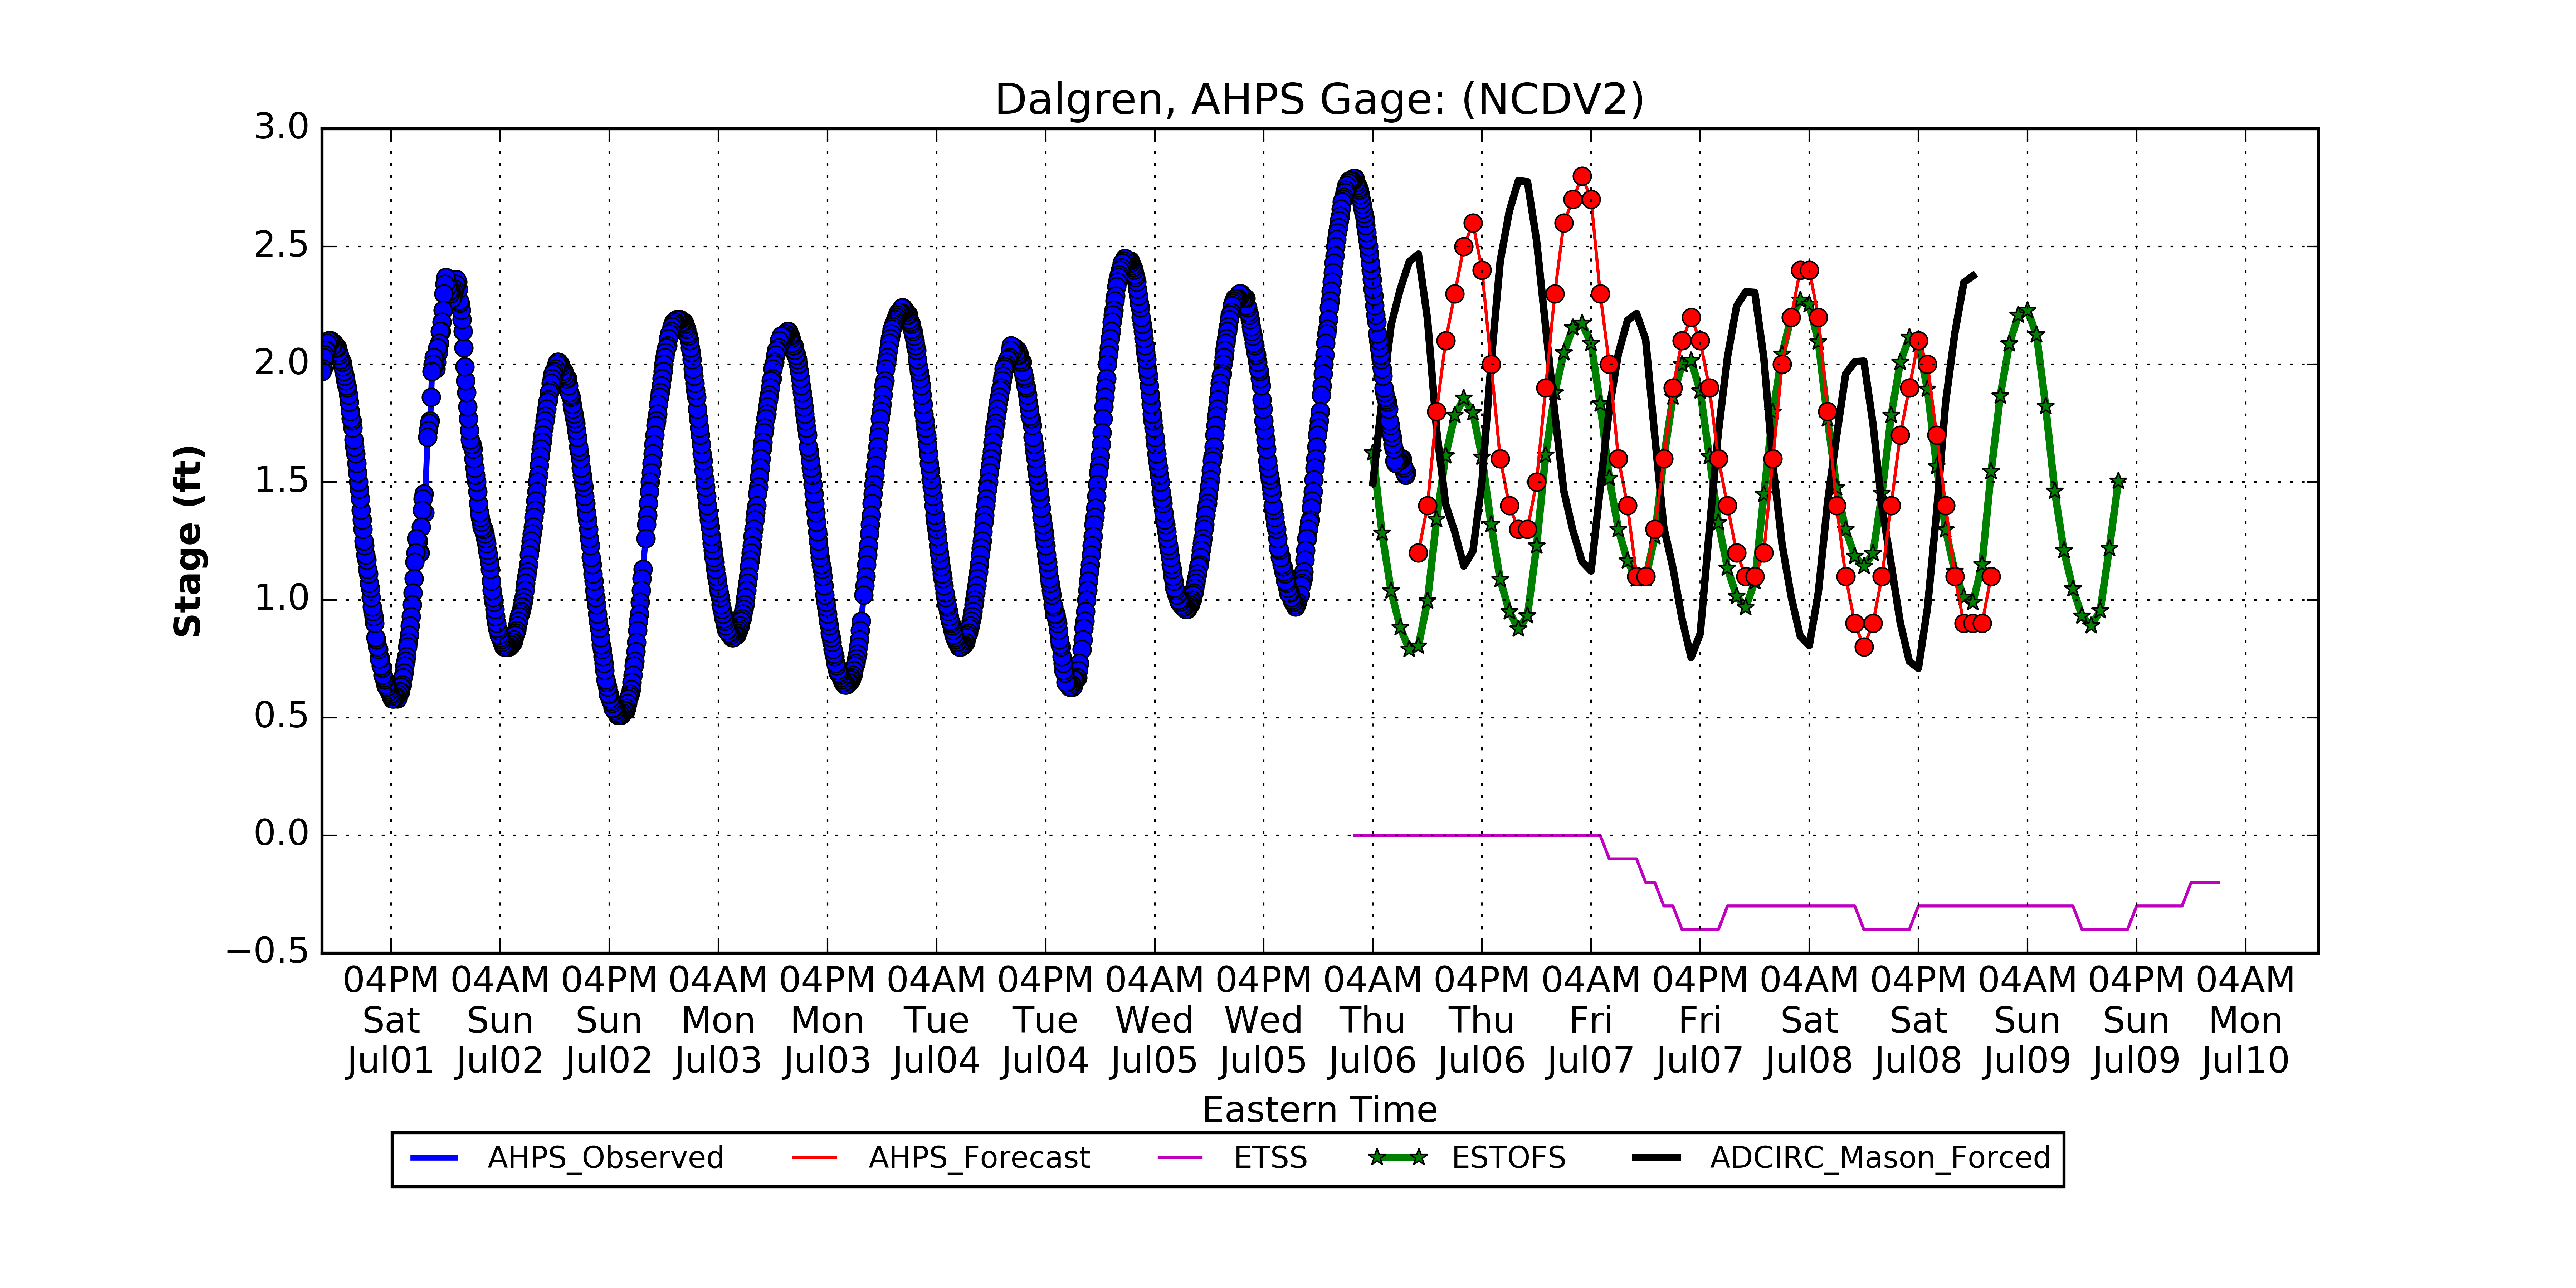 Dalgren, AHPS Gage: (NCDV2)
3.0
2.5
2.0
1.5
1.0
0.5
0.0
−0.5
Stage (ft)
04PM 04AM 04PM 04AM 04PM 04AM 04PM 04AM 04PM 04AM 04PM 04AM 04PM 04AM 04PM 04AM 04PM 04AM
Sat Sun Sun Mon Mon Tue Tue Wed Wed Thu Thu Fri Fri Sat Sat Sun Sun Mon
Jul01 Jul02 Jul02 Jul03 Jul03 Jul04 Jul04 Jul05 Jul05 Jul06 Jul06 Jul07 Jul07 Jul08 Jul08 Jul09 Jul09 Jul10
Eastern Time
AHPS_Observed AHPS_Forecast ETSS ESTOFS ADCIRC_Mason_Forced